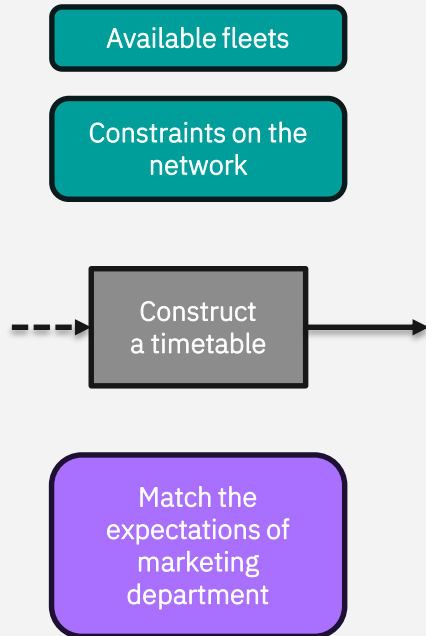 Available fleets
Constraints on the
network
Construct
a timetable
Match the
expectations of
marketing
department